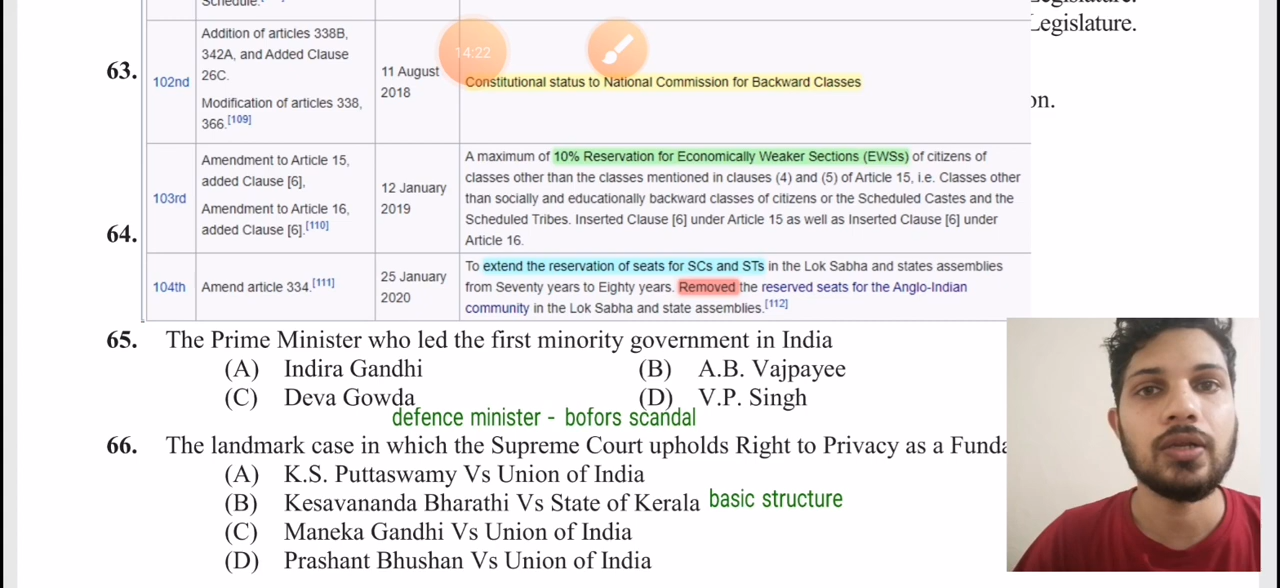 Schedule.
Legislature.
Legislature.
63.
102nd
Addition of articles 338B,
342A, and Added Clause
26C.
Modification of articles 338,
366.[109]
11 August
2018
14:22
Constitutional status to National Commission for Backward Classes
on.
64.
103rd
Amendment to Article 15,
added Clause [6],
Amendment to Article 16,
added Clause [6].[110]
12 January
2019
A maximum of 10% Reservation for Economically Weaker Sections (EWSs) of citizens of
classes other than the classes mentioned in clauses (4) and (5) of Article 15, i.e. Classes other
than socially and educationally backward classes of citizens or the Scheduled Castes and the
Scheduled Tribes. Inserted Clause [6] under Article 15 as well as Inserted Clause [6] under
Article 16.
104th
Amend article 334.[111]
25 January
2020
To extend the reservation of seats for SCs and STs in the Lok Sabha and states assemblies
from Seventy years to Eighty years. Removed the reserved seats for the Anglo-Indian
community in the Lok Sabha and state assemblies.[112]
65. The Prime Minister who led the first minority government in India
(A) Indira Gandhi (B) A.B. Vajpayee
(C) Deva Gowda (D) V.P. Singh
defence minister - bofors scandal
66. The landmark case in which the Supreme Court upholds Right to Privacy as a Funda
(A) K.S. Puttaswamy Vs Union of India
(B) Kesavananda Bharathi Vs State of Kerala basic structure
(C) Maneka Gandhi Vs Union of India
(D) Prashant Bhushan Vs Union of India